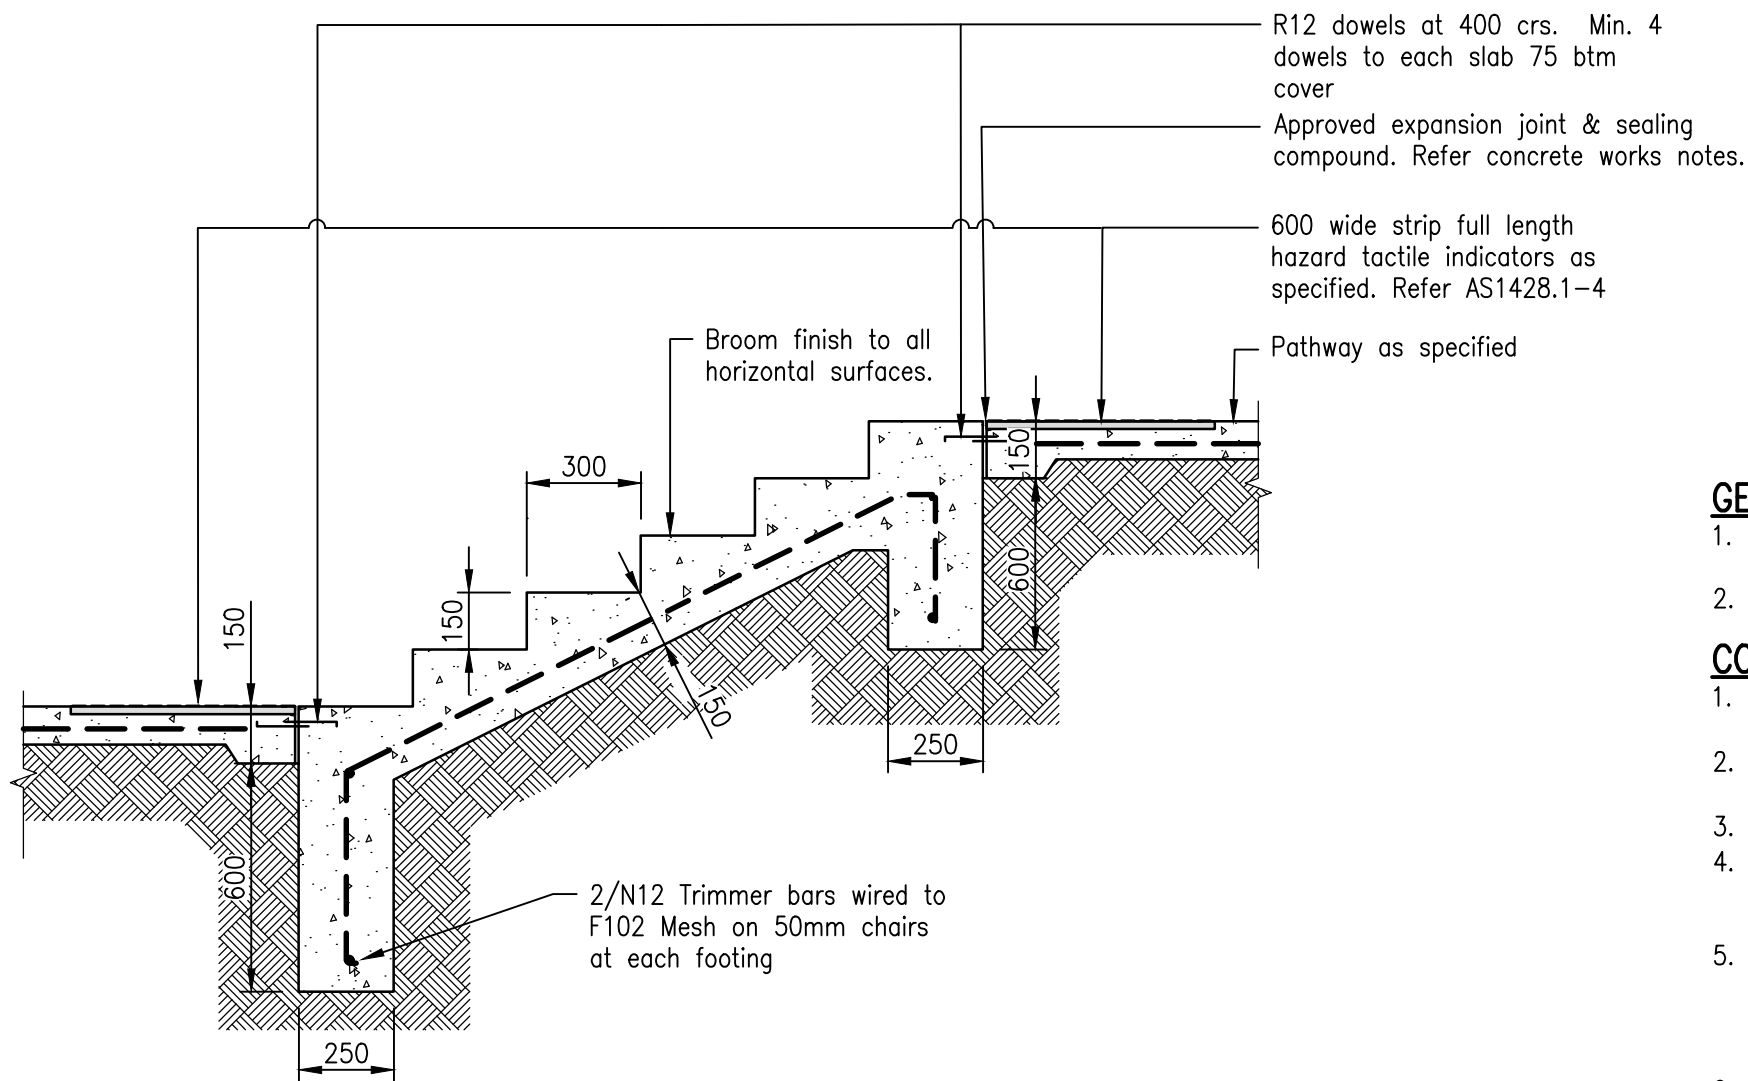 R12 dowels at 400 crs. Min. 4
dowels to each slab 75 btm
cover
Approved expansion joint & sealing
compound. Refer concrete works notes.
600 wide strip full length
hazard tactile indicators as
specified. Refer AS1428.1-4
Pathway as specified
Broom finish to all
horizontal surfaces.
300
150
600
150
150
150
600
250
250
2/N12 Trimmer bars wired to
F102 Mesh on 50mm chairs
at each footing
GE
1.
2.
1.
2.
3.
4.
5.